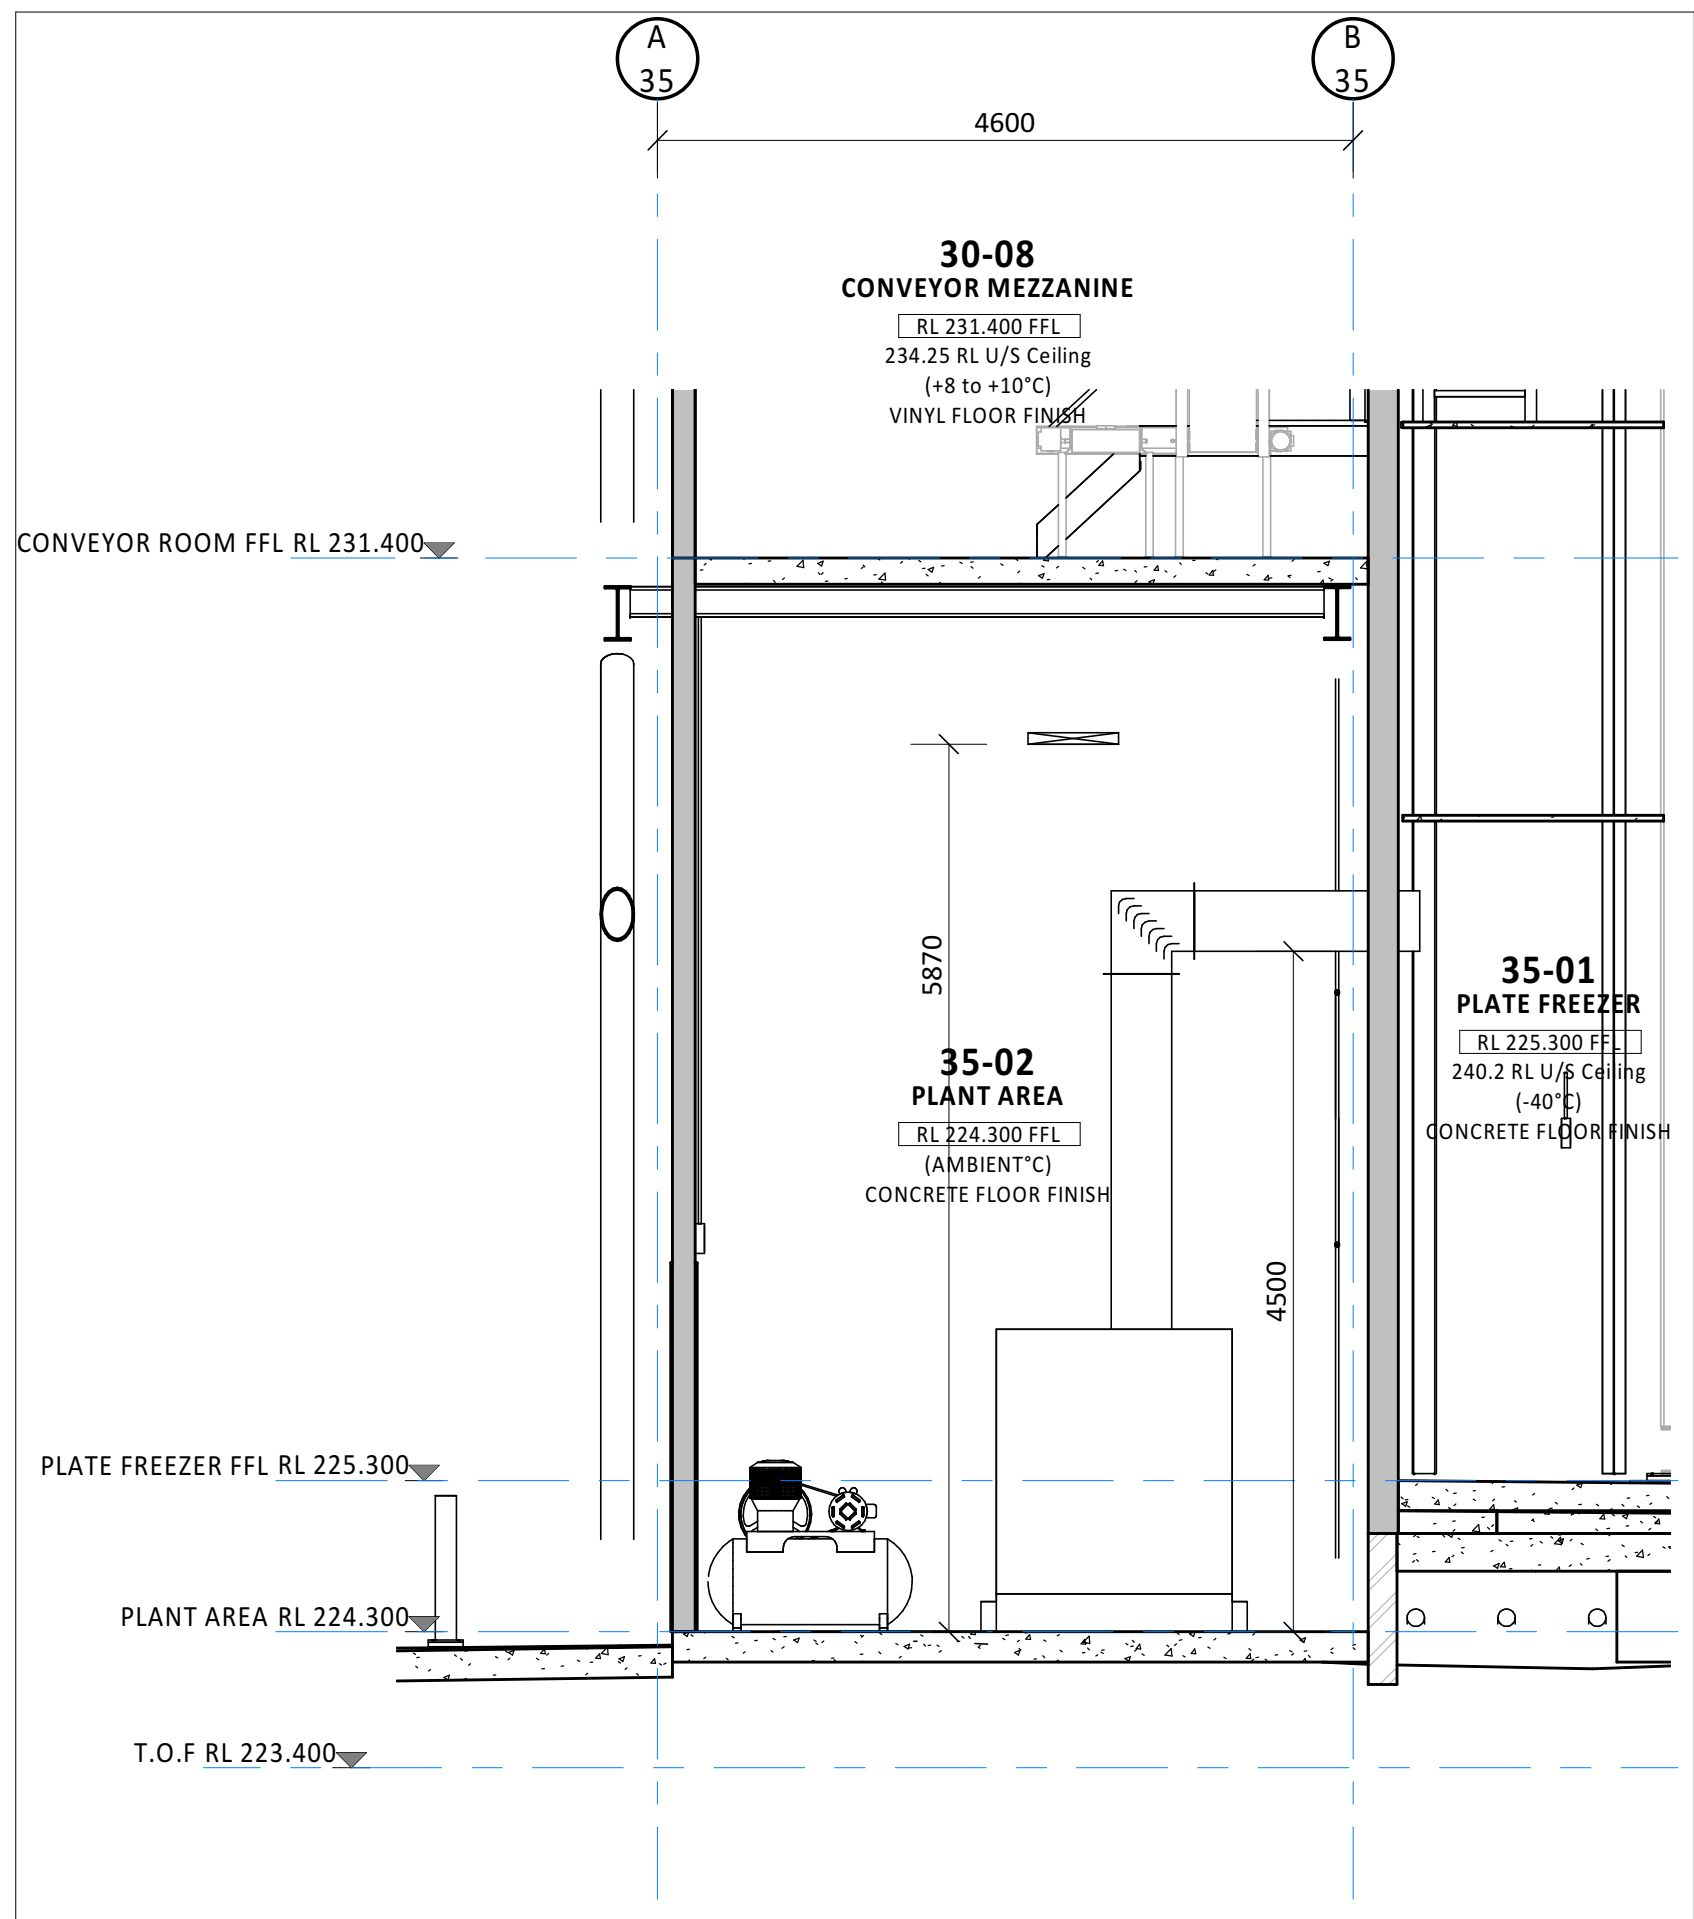 A
35
B
35
4600
30-08
CONVEYOR MEZZANINE
RL 231.400 FFL
234.25 RL U/S Ceiling
(+8 to +10°C)
VINYL FLOOR FINISH
CONVEYOR ROOM FFL RL 231.400
5870
35-01
PLATE FREEZER
RL 225.300 FFL
240.2 RL U/S Ceiling
(-40°C)
CONCRETE FLOOR FINISH
35-02
PLANT AREA
RL 224.300 FFL
(AMBIENT°C)
CONCRETE FLOOR FINISH
4500
PLATE FREEZER FFL RL 225.300
PLANT AREA RL 224.300
T.O.F RL 223.400